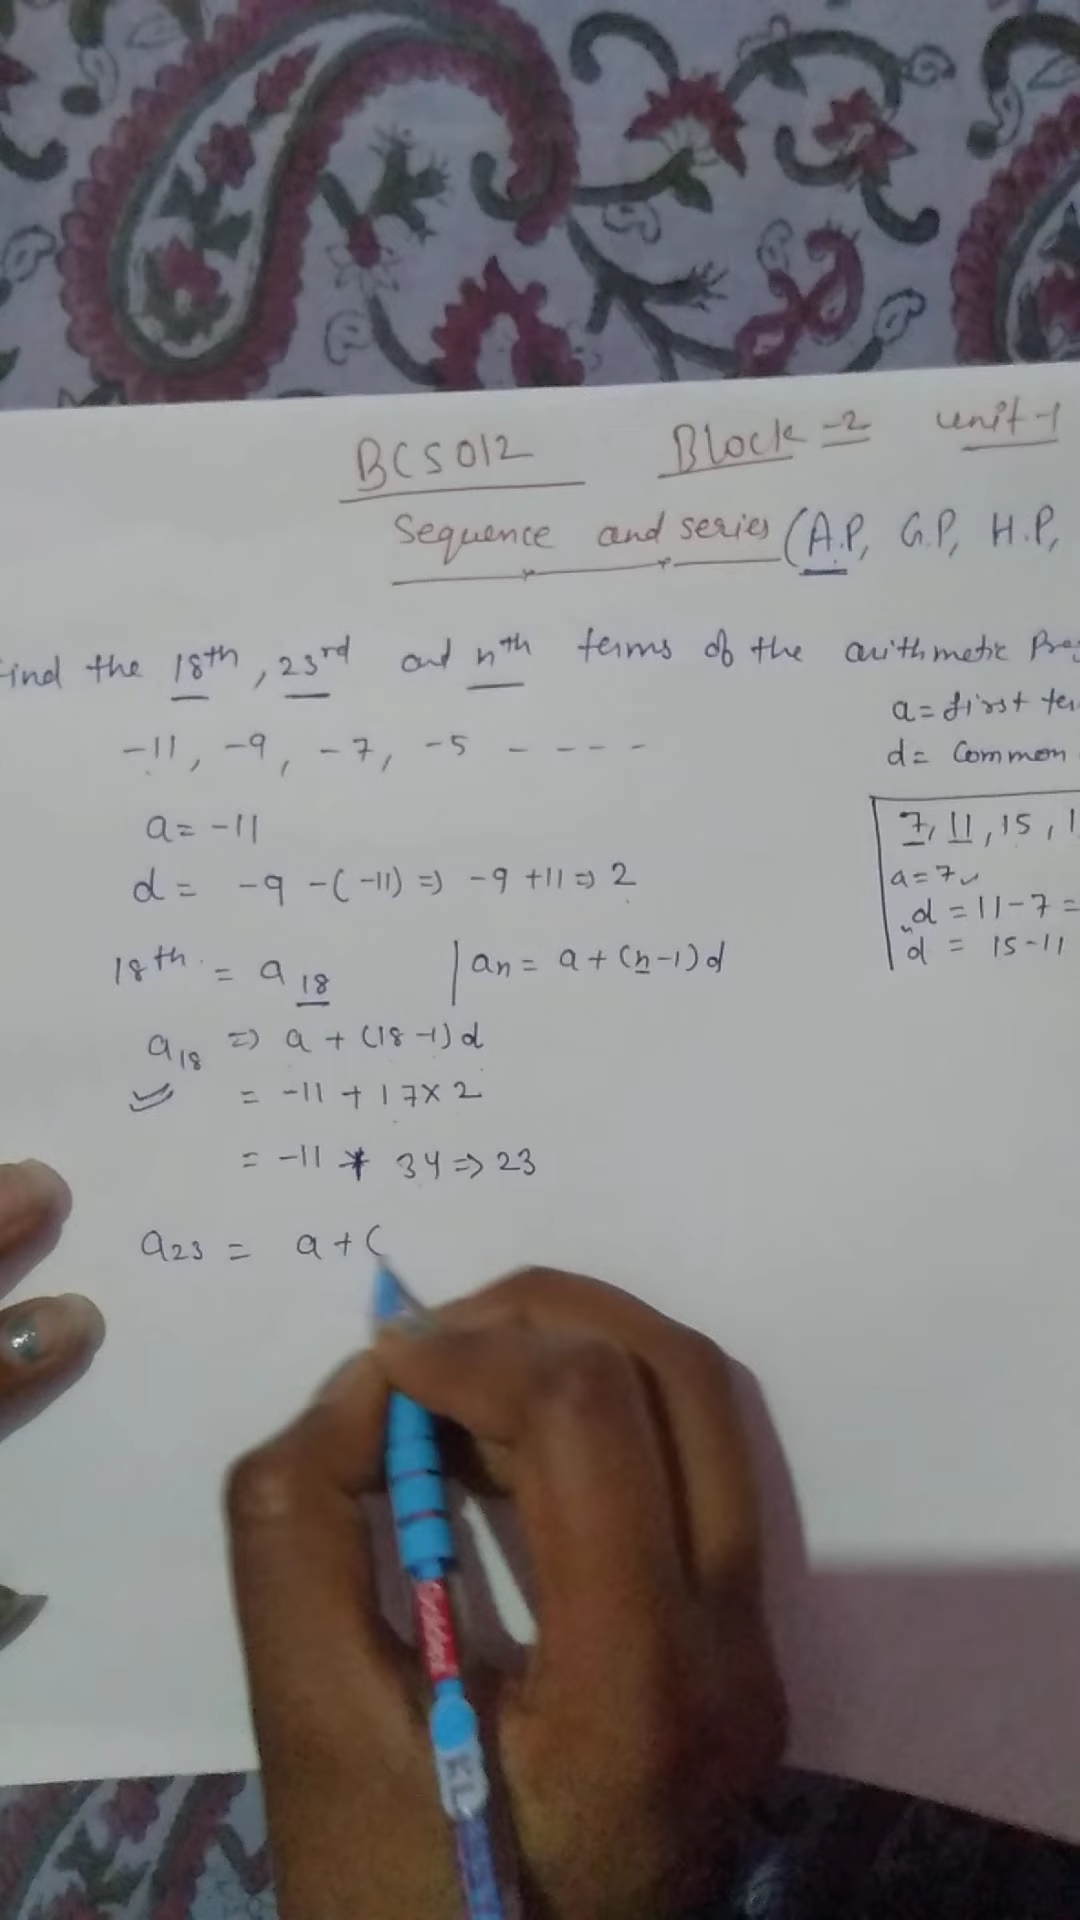 BCS012 Block-2 unit-1
Sequence and series (A.P, G.P, H.P,
find the 18th, 23rd and nth terms of the arithmetic
-11, -9, -7, -5 - - - -
a = first
d = Common
a = -11
d = -9 -(-11) => -9 +11 => 2
7, 11, 15,
a = 7
d = 11-7 =
d = 15-11
18th = a18 | an = a + (n-1)d
a18 => a + (18-1)d
= -11 + 17 x 2
= -11 + 34 => 23
a23 = a + (